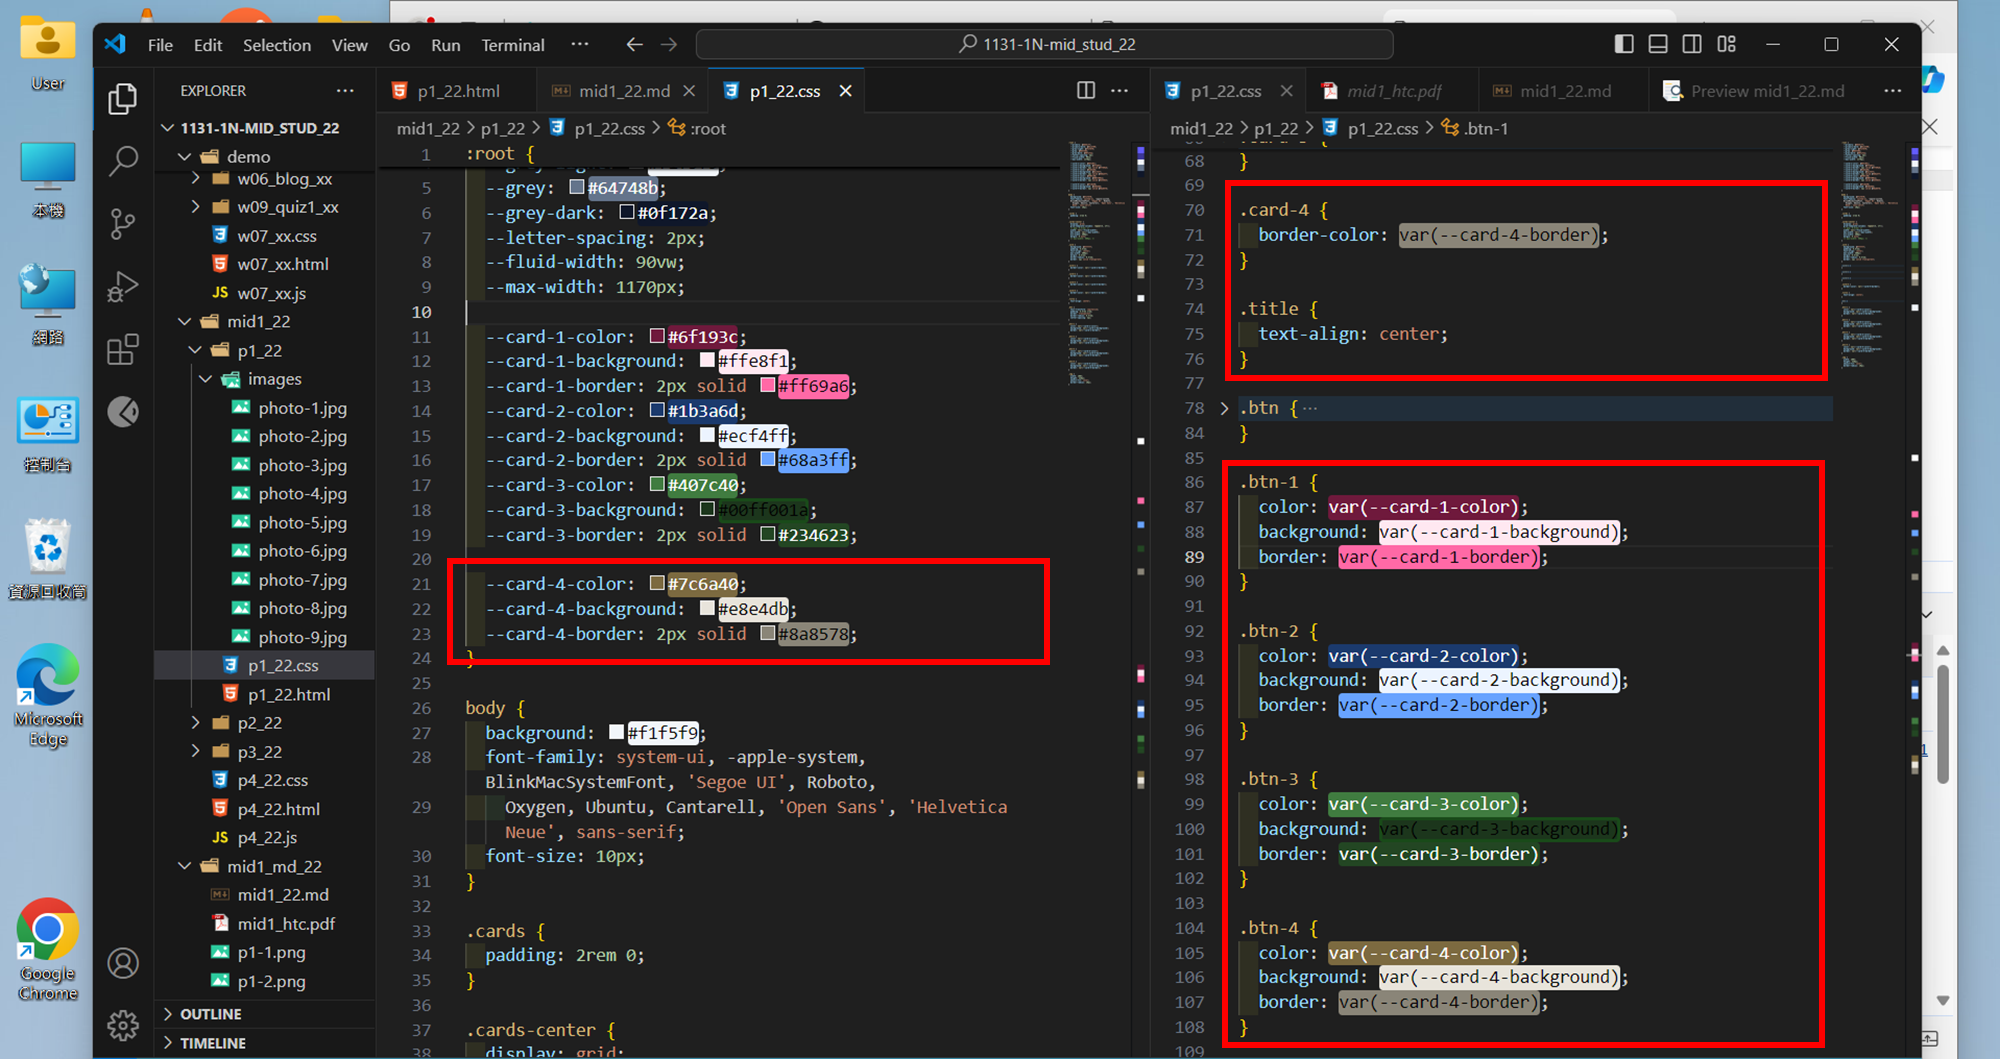 User
本機
網路
控制台
資源回收筒
Microsoft
Edge
Google
Chrome
File Edit Selection View Go Run Terminal ···
1131-1N-mid_stud_22
EXPLORER
1131-1N-MID_STUD_22
demo
w06_blog_xx
w09_quiz1_xx
w07_xx.css
w07_xx.html
JS w07_xx.js
mid1_22
p1_22
images
photo-1.jpg
photo-2.jpg
photo-3.jpg
photo-4.jpg
photo-5.jpg
photo-6.jpg
photo-7.jpg
photo-8.jpg
photo-9.jpg
p1_22.css
p1_22.html
p2_22
p3_22
p4_22.css
p4_22.html
JS p4_22.js
mid1_md_22
mid1_22.md
mid1_htc.pdf
p1-1.png
p1-2.png
OUTLINE
TIMELINE
p1_22.html mid1_22.md p1_22.css
mid1_22 > p1_22 > p1_22.css > :root
1 :root {
5 --grey: #64748b;
6 --grey-dark: #0f172a;
7 --letter-spacing: 2px;
8 --fluid-width: 90vw;
9 --max-width: 1170px;
10
11 --card-1-color: #6f193c;
12 --card-1-background: #ffe8f1;
13 --card-1-border: 2px solid #ff69a6;
14 --card-2-color: #1b3a6d;
15 --card-2-background: #ecf4ff;
16 --card-2-border: 2px solid #68a3ff;
17 --card-3-color: #407c40;
18 --card-3-background: #00ff001a;
19 --card-3-border: 2px solid #234623;
20
21 --card-4-color: #7c6a40;
22 --card-4-background: #e8e4db;
23 --card-4-border: 2px solid #8a8578;
24 }
25
26 body {
27 background: #f1f5f9;
28 font-family: system-ui, -apple-system,
BlinkMacSystemFont, 'Segoe UI', Roboto,
29 Oxygen, Ubuntu, Cantarell, 'Open Sans', 'Helvetica
Neue', sans-serif;
30 font-size: 10px;
31 }
32
33 .cards {
34 padding: 2rem 0;
35 }
36
37 .cards-center {
38 display: grid;
p1_22.css mid1_htc.pdf mid1_22.md Preview mid1_22.md
mid1_22 > p1_22 > p1_22.css > .btn-1
68 }
69
70 .card-4 {
71 border-color: var(--card-4-border);
72 }
73
74 .title {
75 text-align: center;
76 }
77
78 .btn {···
84 }
85
86 .btn-1 {
87 color: var(--card-1-color);
88 background: var(--card-1-background);
89 border: var(--card-1-border);
90 }
91
92 .btn-2 {
93 color: var(--card-2-color);
94 background: var(--card-2-background);
95 border: var(--card-2-border);
96 }
97
98 .btn-3 {
99 color: var(--card-3-color);
100 background: var(--card-3-background);
101 border: var(--card-3-border);
102 }
103
104 .btn-4 {
105 color: var(--card-4-color);
106 background: var(--card-4-background);
107 border: var(--card-4-border);
108 }
109